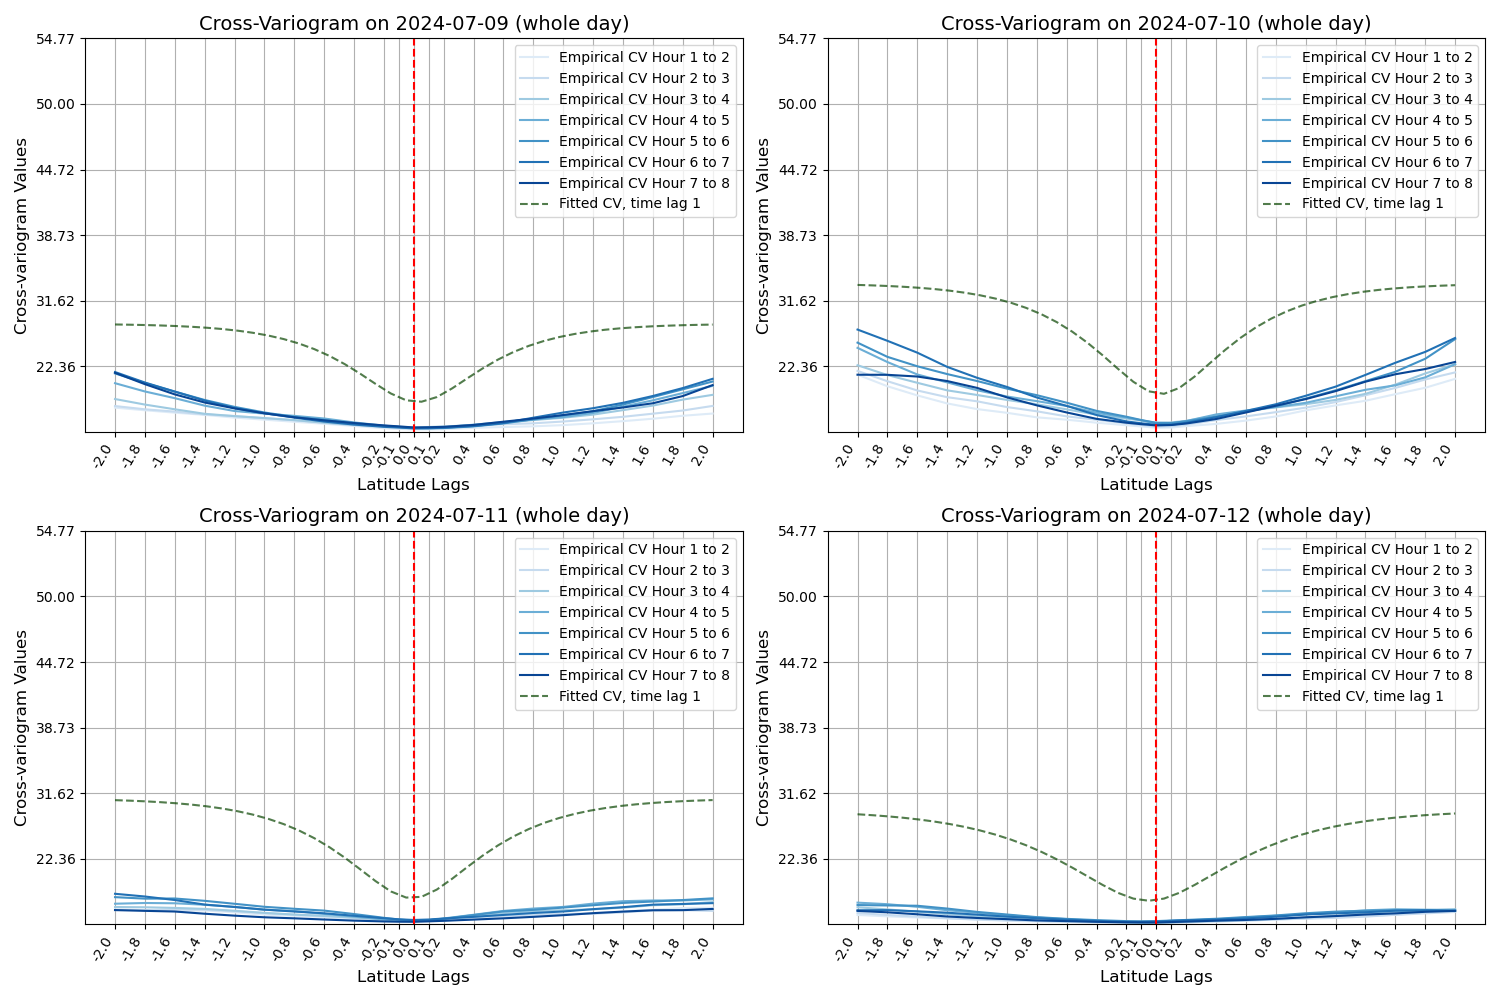 Cross-Variogram on 2024-07-09 (whole day)
54.77
50.00
44.72
38.73
31.62
22.36
Cross-variogram Values
Empirical CV Hour 1 to 2
Empirical CV Hour 2 to 3
Empirical CV Hour 3 to 4
Empirical CV Hour 4 to 5
Empirical CV Hour 5 to 6
Empirical CV Hour 6 to 7
Empirical CV Hour 7 to 8
Fitted CV, time lag 1
-2.0 -1.8 -1.6 -1.4 -1.2 -1.0 -0.8 -0.6 -0.4 -0.2 -0.1 0.0 0.1 0.2 0.4 0.6 0.8 1.0 1.2 1.4 1.6 1.8 2.0
Latitude Lags
Cross-Variogram on 2024-07-10 (whole day)
54.77
50.00
44.72
38.73
31.62
22.36
Cross-variogram Values
Empirical CV Hour 1 to 2
Empirical CV Hour 2 to 3
Empirical CV Hour 3 to 4
Empirical CV Hour 4 to 5
Empirical CV Hour 5 to 6
Empirical CV Hour 6 to 7
Empirical CV Hour 7 to 8
Fitted CV, time lag 1
-2.0 -1.8 -1.6 -1.4 -1.2 -1.0 -0.8 -0.6 -0.4 -0.2 -0.1 0.0 0.1 0.2 0.4 0.6 0.8 1.0 1.2 1.4 1.6 1.8 2.0
Latitude Lags
Cross-Variogram on 2024-07-11 (whole day)
54.77
50.00
44.72
38.73
31.62
22.36
Cross-variogram Values
Empirical CV Hour 1 to 2
Empirical CV Hour 2 to 3
Empirical CV Hour 3 to 4
Empirical CV Hour 4 to 5
Empirical CV Hour 5 to 6
Empirical CV Hour 6 to 7
Empirical CV Hour 7 to 8
Fitted CV, time lag 1
-2.0 -1.8 -1.6 -1.4 -1.2 -1.0 -0.8 -0.6 -0.4 -0.2 -0.1 0.0 0.1 0.2 0.4 0.6 0.8 1.0 1.2 1.4 1.6 1.8 2.0
Latitude Lags
Cross-Variogram on 2024-07-12 (whole day)
54.77
50.00
44.72
38.73
31.62
22.36
Cross-variogram Values
Empirical CV Hour 1 to 2
Empirical CV Hour 2 to 3
Empirical CV Hour 3 to 4
Empirical CV Hour 4 to 5
Empirical CV Hour 5 to 6
Empirical CV Hour 6 to 7
Empirical CV Hour 7 to 8
Fitted CV, time lag 1
-2.0 -1.8 -1.6 -1.4 -1.2 -1.0 -0.8 -0.6 -0.4 -0.2 -0.1 0.0 0.1 0.2 0.4 0.6 0.8 1.0 1.2 1.4 1.6 1.8 2.0
Latitude Lags